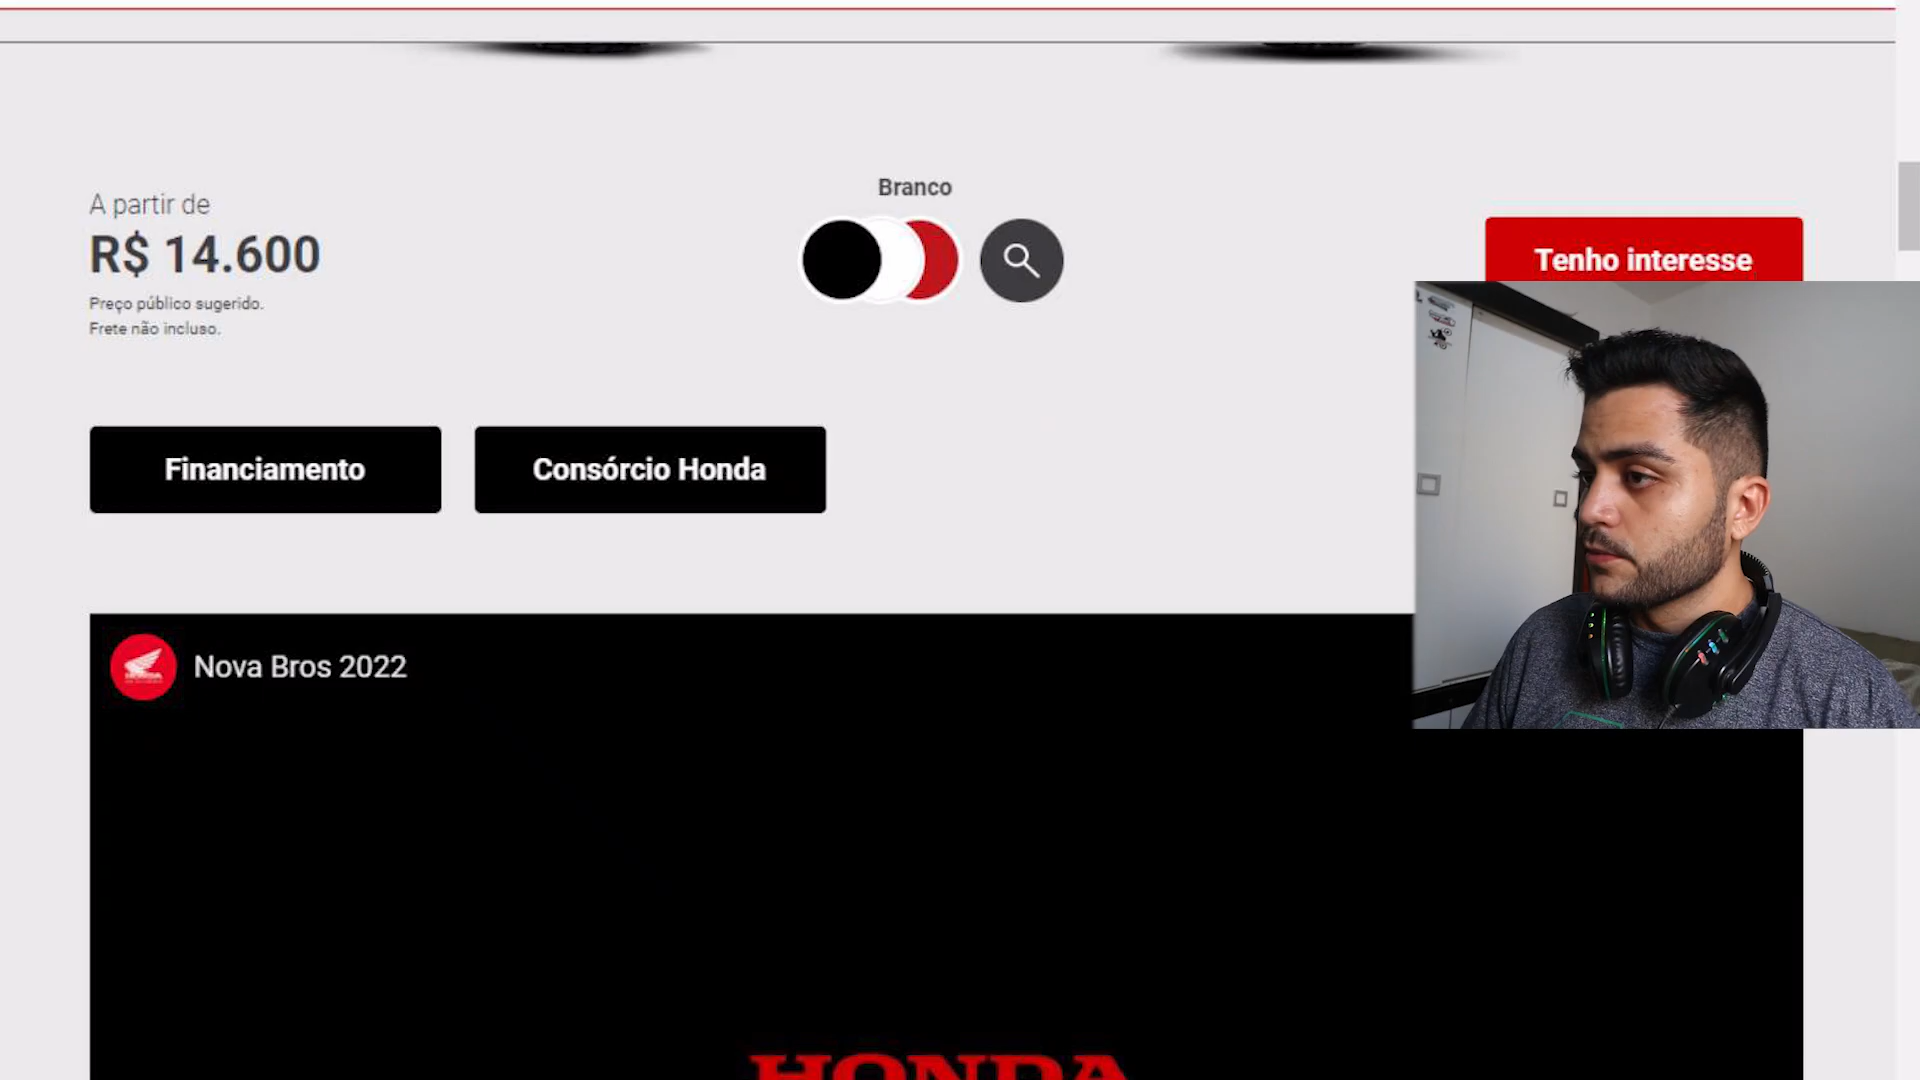 Branco
A partir de
R$ 14.600
Preço público sugerido.
Frete não incluso.
Tenho interesse
Financiamento
Consórcio Honda
Nova Bros 2022
HONDA